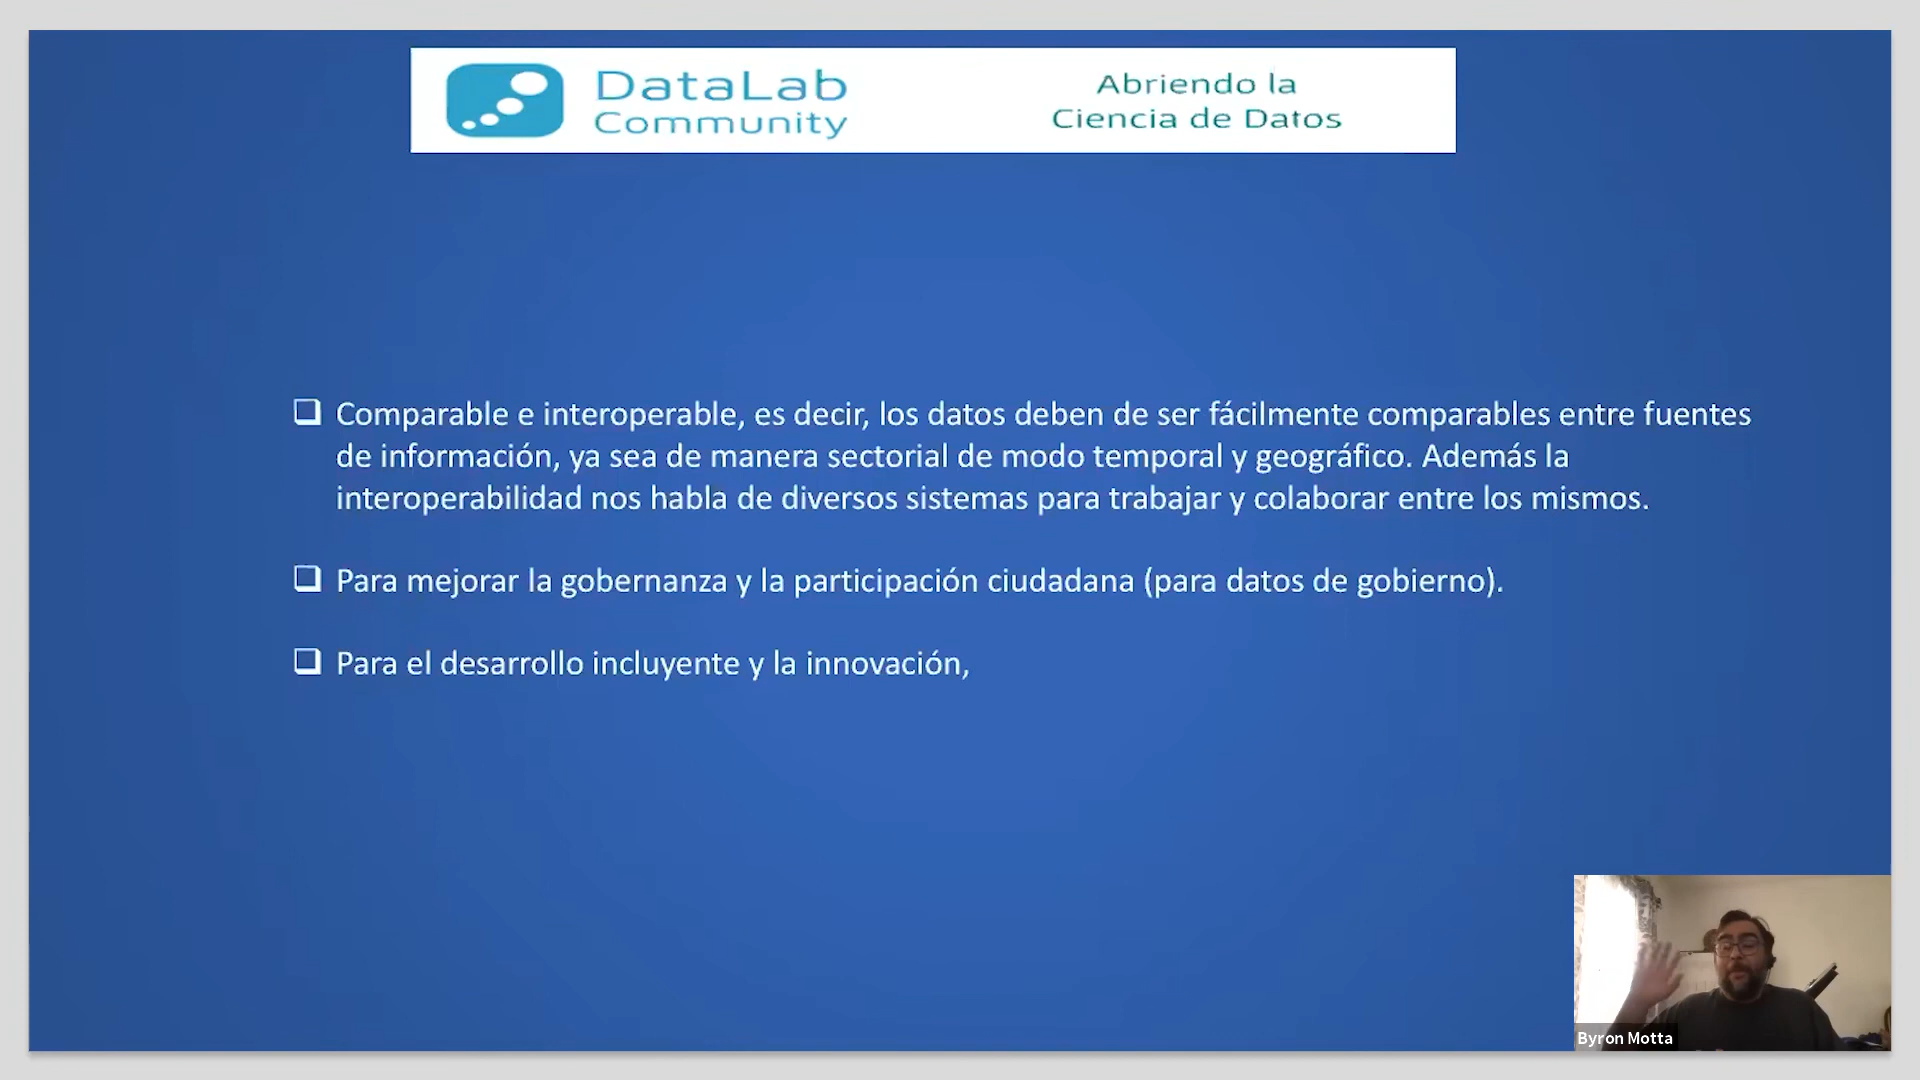 DataLab
Community
Abriendo la
Ciencia de Datos
Comparable e interoperable, es decir, los datos deben de ser fácilmente comparables entre fuentes
de información, ya sea de manera sectorial de modo temporal y geográfico. Además la
interoperabilidad nos habla de diversos sistemas para trabajar y colaborar entre los mismos.
Para mejorar la gobernanza y la participación ciudadana (para datos de gobierno).
Para el desarrollo incluyente y la innovación,
Byron Motta